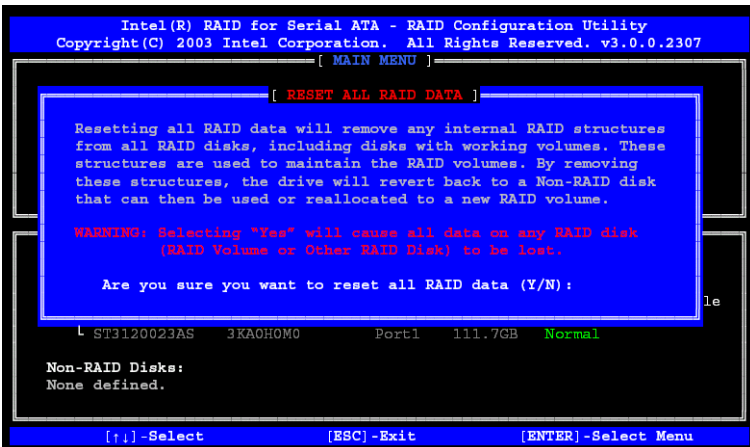 Intel(R) RAID for Serial ATA - RAID Configuration Utility
Copyright(C) 2003 Intel Corporation. All Rights Reserved. v3.0.0.2307
[ MAIN MENU ]
[ RESET ALL RAID DATA ]
Resetting all RAID data will remove any internal RAID structures
from all RAID disks, including disks with working volumes. These
structures are used to maintain the RAID volumes. By removing
these structures, the drive will revert back to a Non-RAID disk
that can then be used or reallocated to a new RAID volume.
WARNING: Selecting "Yes" will cause all data on any RAID disk
(RAID Volume or Other RAID Disk) to be lost.
Are you sure you want to reset all RAID data (Y/N):
le
└ ST3120023AS 3KA0H0M0 Port1 111.7GB Normal
Non-RAID Disks:
None defined.
[↑↓]-Select [ESC]-Exit [ENTER]-Select Menu